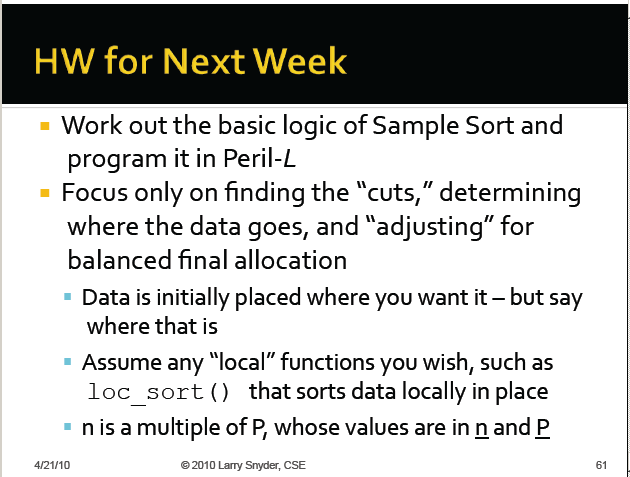 HW for Next Week
Work out the basic logic of Sample Sort and
program it in Peril-L
Focus only on finding the “cuts,” determining
where the data goes, and “adjusting” for
balanced final allocation
Data is initially placed where you want it – but say
where that is
Assume any “local” functions you wish, such as
loc_sort() that sorts data locally in place
n is a multiple of P, whose values are in n and P
4/21/10 © 2010 Larry Snyder, CSE 61